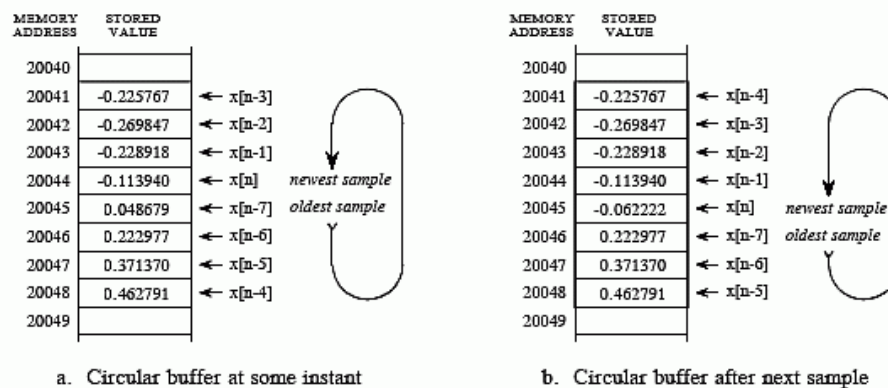 MEMORY ADDRESS STORED VALUE
20040
20041 -0.225767 x[n-3]
20042 -0.269847 x[n-2]
20043 -0.228918 x[n-1]
20044 -0.113940 x[n] newest sample
20045 0.048679 x[n-7] oldest sample
20046 0.222977 x[n-6]
20047 0.371370 x[n-5]
20048 0.462791 x[n-4]
20049
a. Circular buffer at some instant
MEMORY ADDRESS STORED VALUE
20040
20041 -0.225767 x[n-4]
20042 -0.269847 x[n-3]
20043 -0.228918 x[n-2]
20044 -0.113940 x[n-1]
20045 -0.062222 x[n] newest sample
20046 0.222977 x[n-7] oldest sample
20047 0.371370 x[n-6]
20048 0.462791 x[n-5]
20049
b. Circular buffer after next sample